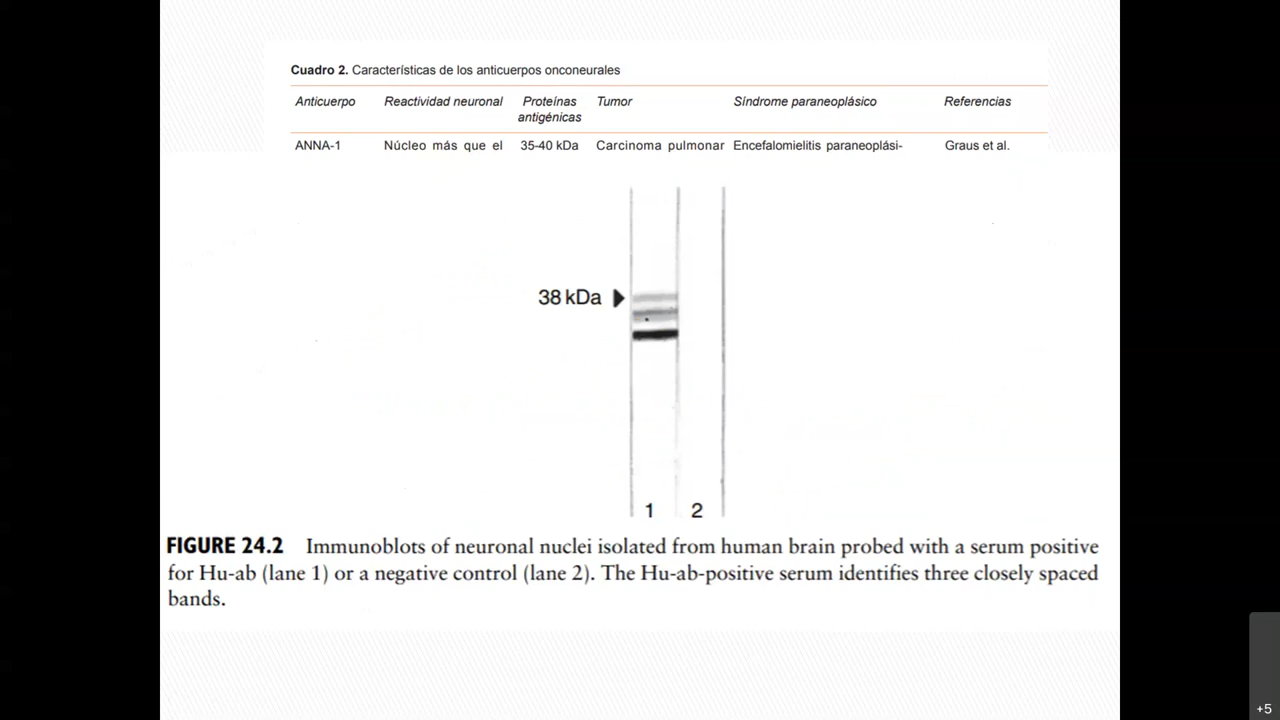 Cuadro 2. Características de los anticuerpos onconeurales
Anticuerpo Reactividad neuronal Proteínas antigénicas Tumor Síndrome paraneoplásico Referencias
ANNA-1 Núcleo más que el 35-40 kDa Carcinoma pulmonar Encefalomielitis paraneoplási- Graus et al.
38 kDa
1 2
FIGURE 24.2 Immunoblots of neuronal nuclei isolated from human brain probed with a serum positive
for Hu-ab (lane 1) or a negative control (lane 2). The Hu-ab-positive serum identifies three closely spaced
bands.
+5